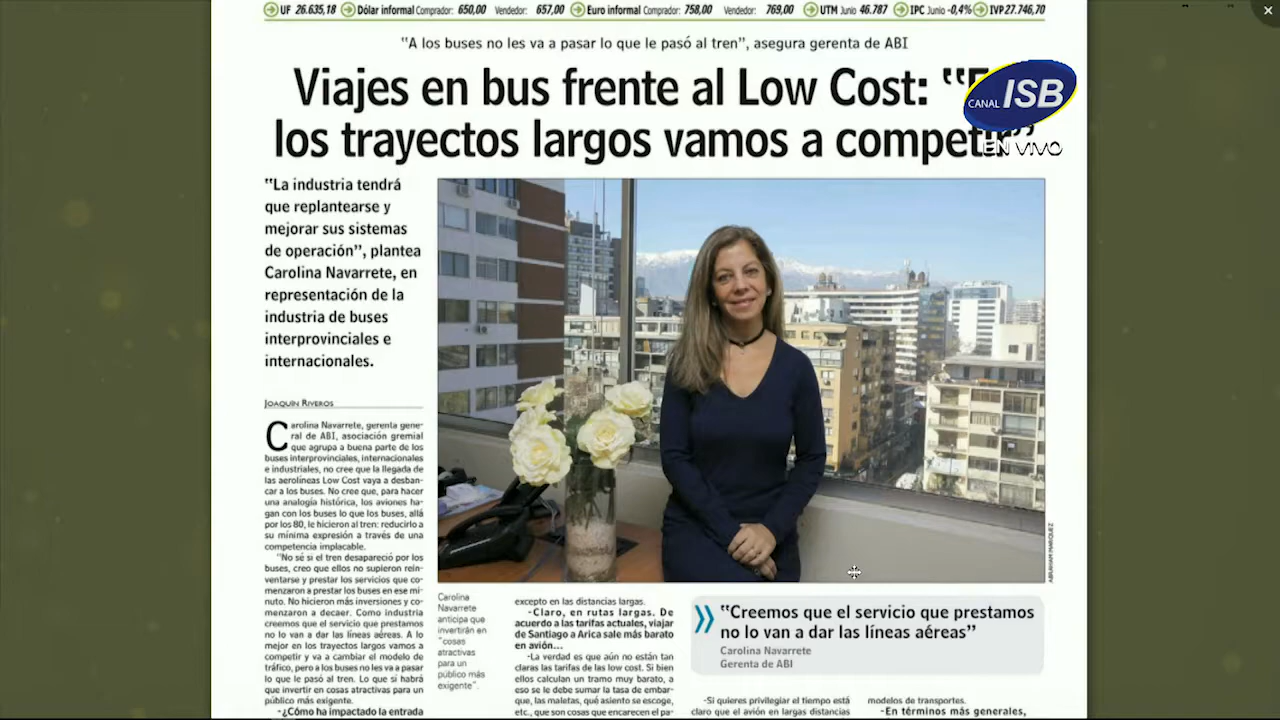 UF 26.635,18 Dólar informal Comprador: 650,00 Vendedor: 657,00 Euro informal Comprador: 758,00 Vendedor: 769,00 UTM Junio 46.787 IPC Junio -0,4% IVP 27.746,70
"A los buses no les va a pasar lo que le pasó al tren", asegura gerenta de ABI
Viajes en bus frente al Low Cost:
los trayectos largos vamos a
CANAL ISB
EN VIVO
"La industria tendrá
que replantearse y
mejorar sus sistemas
de operación", plantea
Carolina Navarrete, en
representación de la
industria de buses
interprovinciales e
internacionales.
JOAQUÍN RIVEROS
Carolina Navarrete, gerenta gene-
ral de ABI, asociación gremial
que agrupa a buena parte de los
buses interprovinciales, internacionales
e industriales, no cree que la llegada de
las aerolíneas Low Cost vaya a desban-
car a los buses. No cree que, para hacer
una analogía histórica, los aviones ha-
gan con los buses lo que los buses, allá
por los 80, le hicieron al tren: reducirlo a
su mínima expresión a través de una
competencia implacable.
"No sé si el tren desapareció por los
buses, creo que ellos no supieron rein-
ventarse y prestar los servicios que co-
menzaron a prestar los buses en ese mi-
nuto. No hicieron más inversiones y co-
menzaron a decaer. Como industria
creemos que el servicio que prestamos
no lo van a dar las líneas aéreas. A lo
mejor en los trayectos largos vamos a
competir y va a cambiar el modelo de
tráfico, pero a los buses no les va a pasar
lo que le pasó al tren. Lo que sí habrá
que invertir en cosas atractivas para un
público más exigente.
-¿Cómo ha impactado la entrada
ABRAHAM MARQUEZ
Carolina
Navarrete
anticipa que
invertirán en
"cosas
atractivas
para un
público más
exigente".
excepto en las distancias largas.
-Claro, en rutas largas. De
acuerdo a las tarifas actuales, viajar
de Santiago a Arica sale más barato
en avión...
-La verdad es que aún no están tan
claras las tarifas de las low cost. Si bien
ellos calculan un tramo muy barato, a
eso se le debe sumar la tasa de embar-
que, las maletas, qué asiento se escoge,
etc., que son cosas que encarecen el pa-
"Creemos que el servicio que prestamos
no lo van a dar las líneas aéreas"
Carolina Navarrete
Gerenta de ABI
-Si quieres privilegiar el tiempo está
claro que el avión en largas distancias
modelos de transportes.
-En términos más generales,